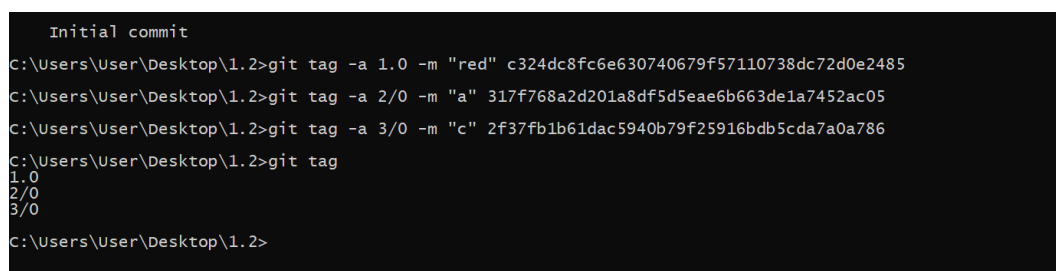 Initial commit
C:\Users\User\Desktop\1.2>git tag -a 1.0 -m "red" c324dc8fc6e630740679f57110738dc72d0e2485
C:\Users\User\Desktop\1.2>git tag -a 2/0 -m "a" 317f768a2d201a8df5d5eae6b663de1a7452ac05
C:\Users\User\Desktop\1.2>git tag -a 3/0 -m "c" 2f37fb1b61dac5940b79f25916bdb5cda7a0a786
C:\Users\User\Desktop\1.2>git tag
1.0
2/0
3/0
C:\Users\User\Desktop\1.2>